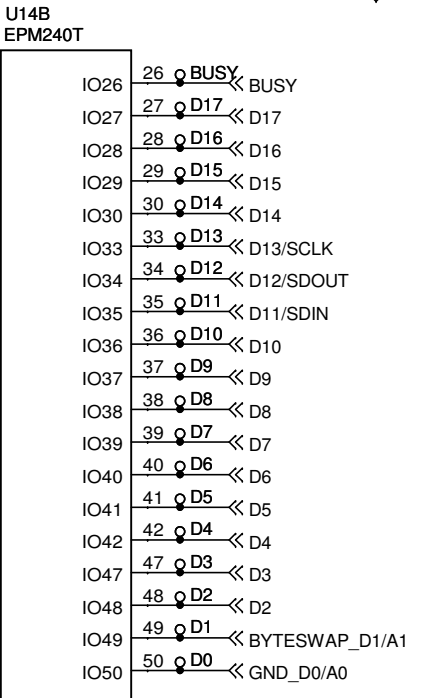 U14B
EPM240T
IO26 26 BUSY BUSY
IO27 27 D17 D17
IO28 28 D16 D16
IO29 29 D15 D15
IO30 30 D14 D14
IO33 33 D13 D13/SCLK
IO34 34 D12 D12/SDOUT
IO35 35 D11 D11/SDIN
IO36 36 D10 D10
IO37 37 D9 D9
IO38 38 D8 D8
IO39 39 D7 D7
IO40 40 D6 D6
IO41 41 D5 D5
IO42 42 D4 D4
IO47 47 D3 D3
IO48 48 D2 D2
IO49 49 D1 BYTESWAP_D1/A1
IO50 50 D0 GND_D0/A0